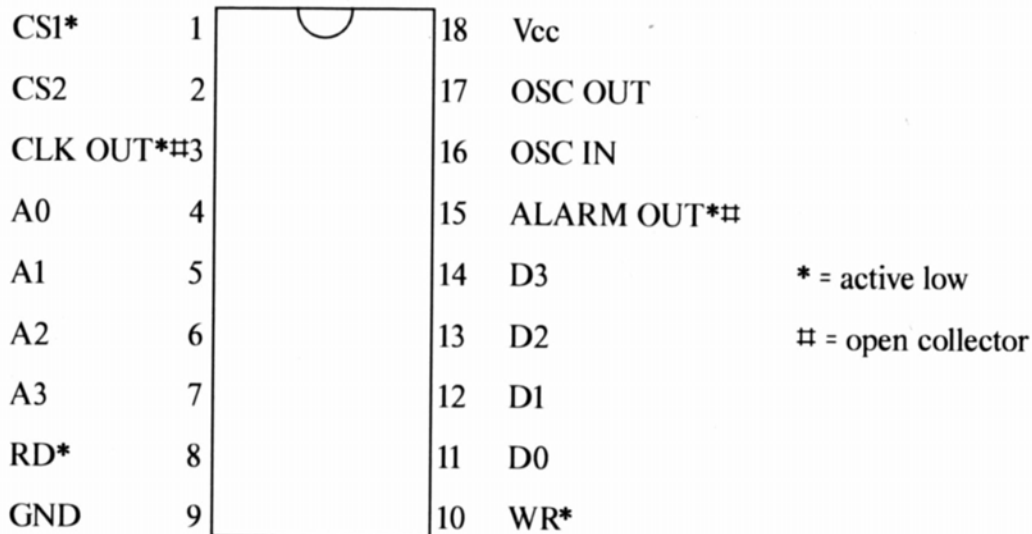 CS1* 1 18 Vcc
CS2 2 17 OSC OUT
CLK OUT*⌗3 16 OSC IN
A0 4 15 ALARM OUT*⌗
A1 5 14 D3 * = active low
A2 6 13 D2 ⌗ = open collector
A3 7 12 D1
RD* 8 11 D0
GND 9 10 WR*